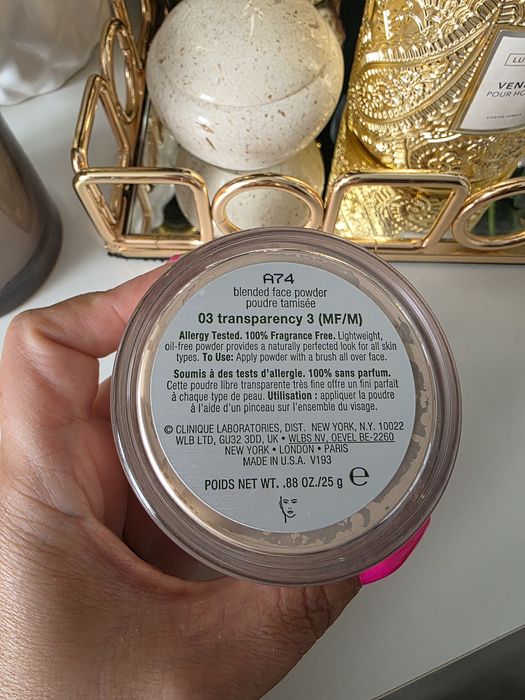 LU
VEN
POUR HO
A74
blended face powder
poudre tamisée
03 transparency 3 (MF/M)
Allergy Tested. 100% Fragrance Free. Lightweight,
oil-free powder provides a naturally perfected look for all skin
types. To Use: Apply powder with a brush all over face.
Soumis à des tests d'allergie. 100% sans parfum.
Cette poudre libre transparente très fine offre un fini parfait
à chaque type de peau. Utilisation : appliquer la poudre
à l'aide d'un pinceau sur l'ensemble du visage.
© CLINIQUE LABORATORIES, DIST. NEW YORK, N.Y. 10022
WLB LTD, GU32 3DD, UK • WLBS NV, OEVEL BE-2260
NEW YORK • LONDON • PARIS
MADE IN U.S.A. V193
POIDS NET WT. .88 OZ./25 g ℮